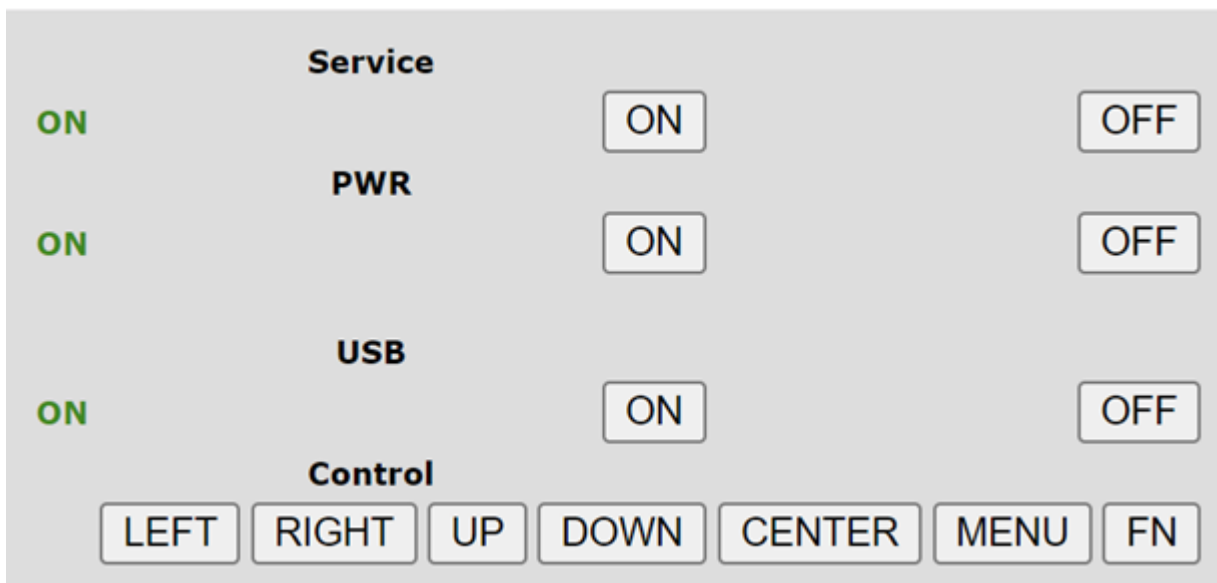 Service
ON ON OFF
PWR
ON ON OFF
USB
ON ON OFF
Control
LEFT RIGHT UP DOWN CENTER MENU FN